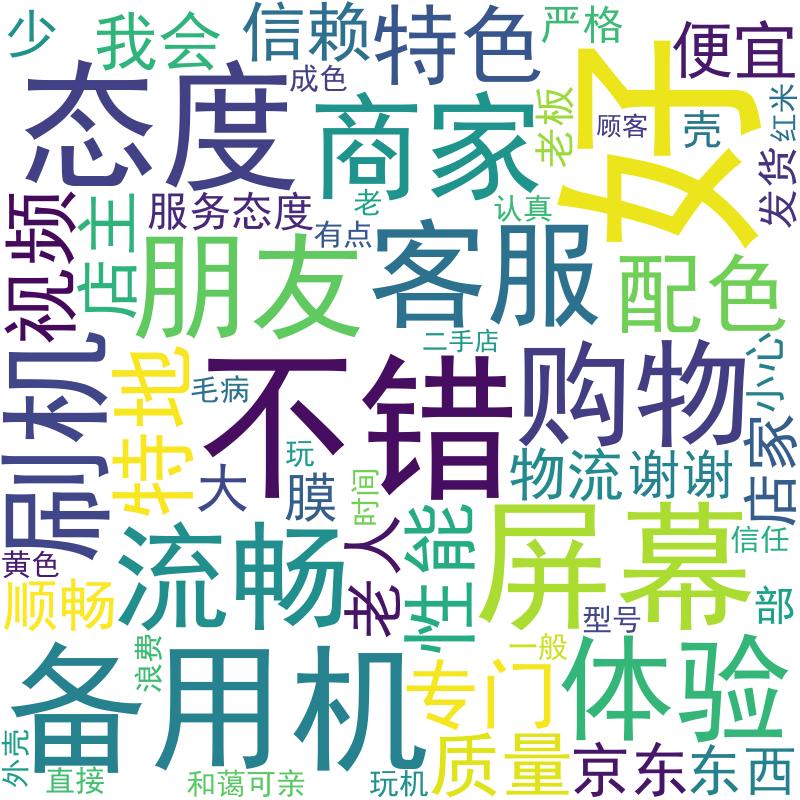 少
我会
信赖
特色
严格
便宜
态度
成色
商家
老板
好
顾客
壳
红米
发货
视频
店主
服务态度
老
有点
认真
朋友
客服
配色
刷机
特地
毛病
不错
二手店
购物
小心
大
玩
膜
时间
物流
谢谢
店家
黄色
顺畅
流畅
老人
性能
屏幕
信任
型号
部
备用机
浪费
一般
专门
体验
外壳
直接
和蔼可亲
玩机
质量
京东
东西